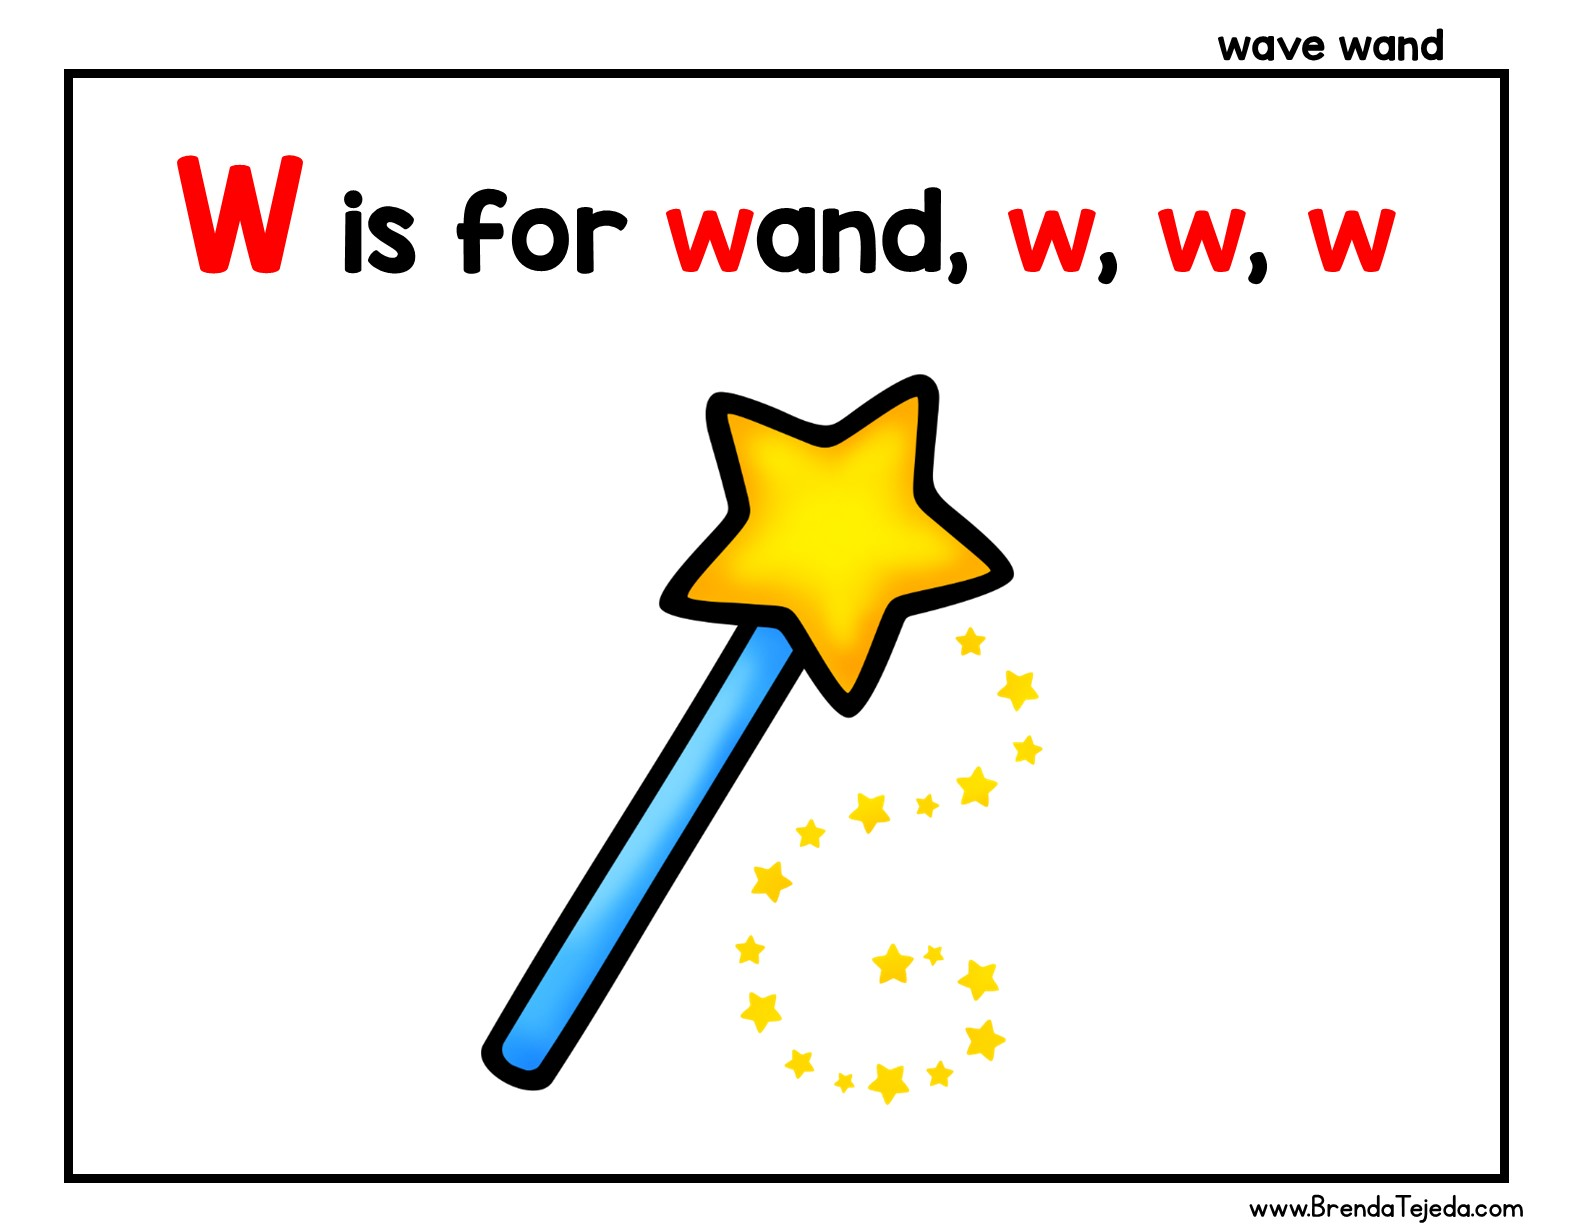 wave wand
W is for wand, w, w, w
www.BrendaTejeda.com